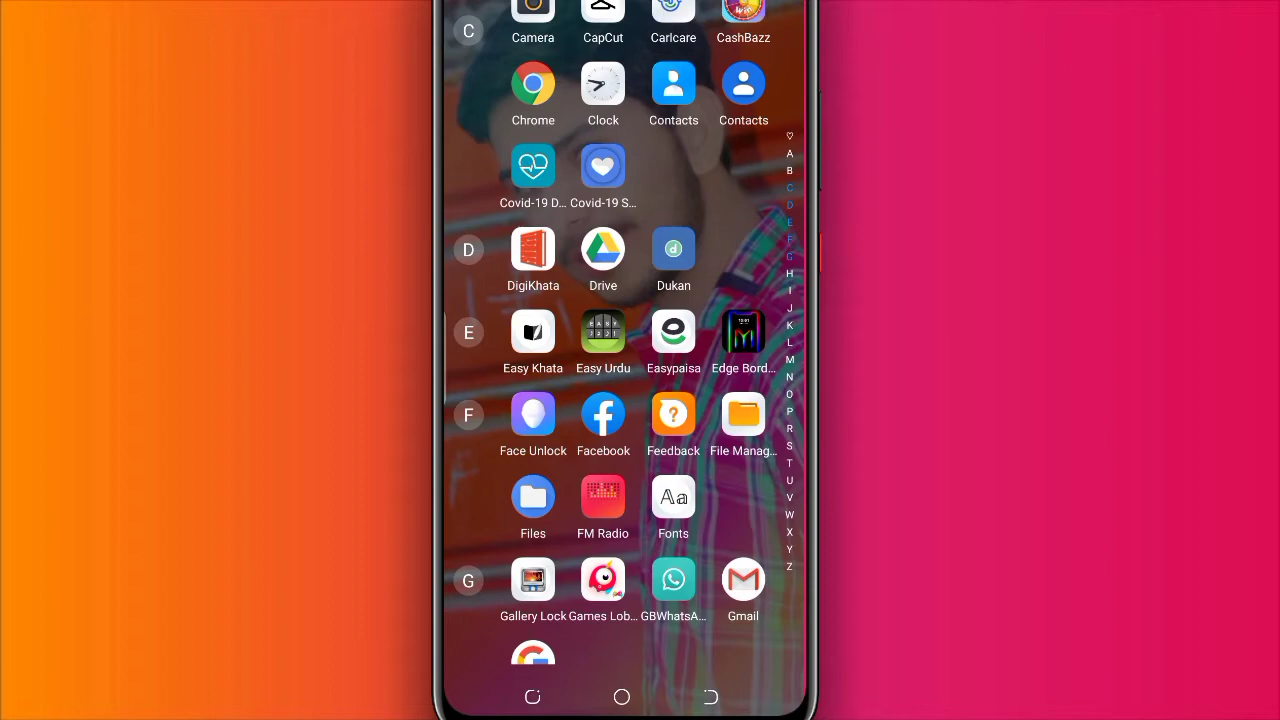 C
Camera CapCut Carlcare CashBazz
Win
Chrome Clock Contacts Contacts
Covid-19 D... Covid-19 S...
D
DigiKhata Drive Dukan
E
Easy Khata Easy Urdu Easypaisa Edge Bord...
F
Face Unlock Facebook Feedback File Manag...
Aa
Files FM Radio Fonts
G
Gallery Lock Games Lob... GBWhatsA... Gmail
A
B
C
D
E
F
G
H
I
J
K
L
M
N
O
P
R
S
T
U
V
W
X
Y
Z